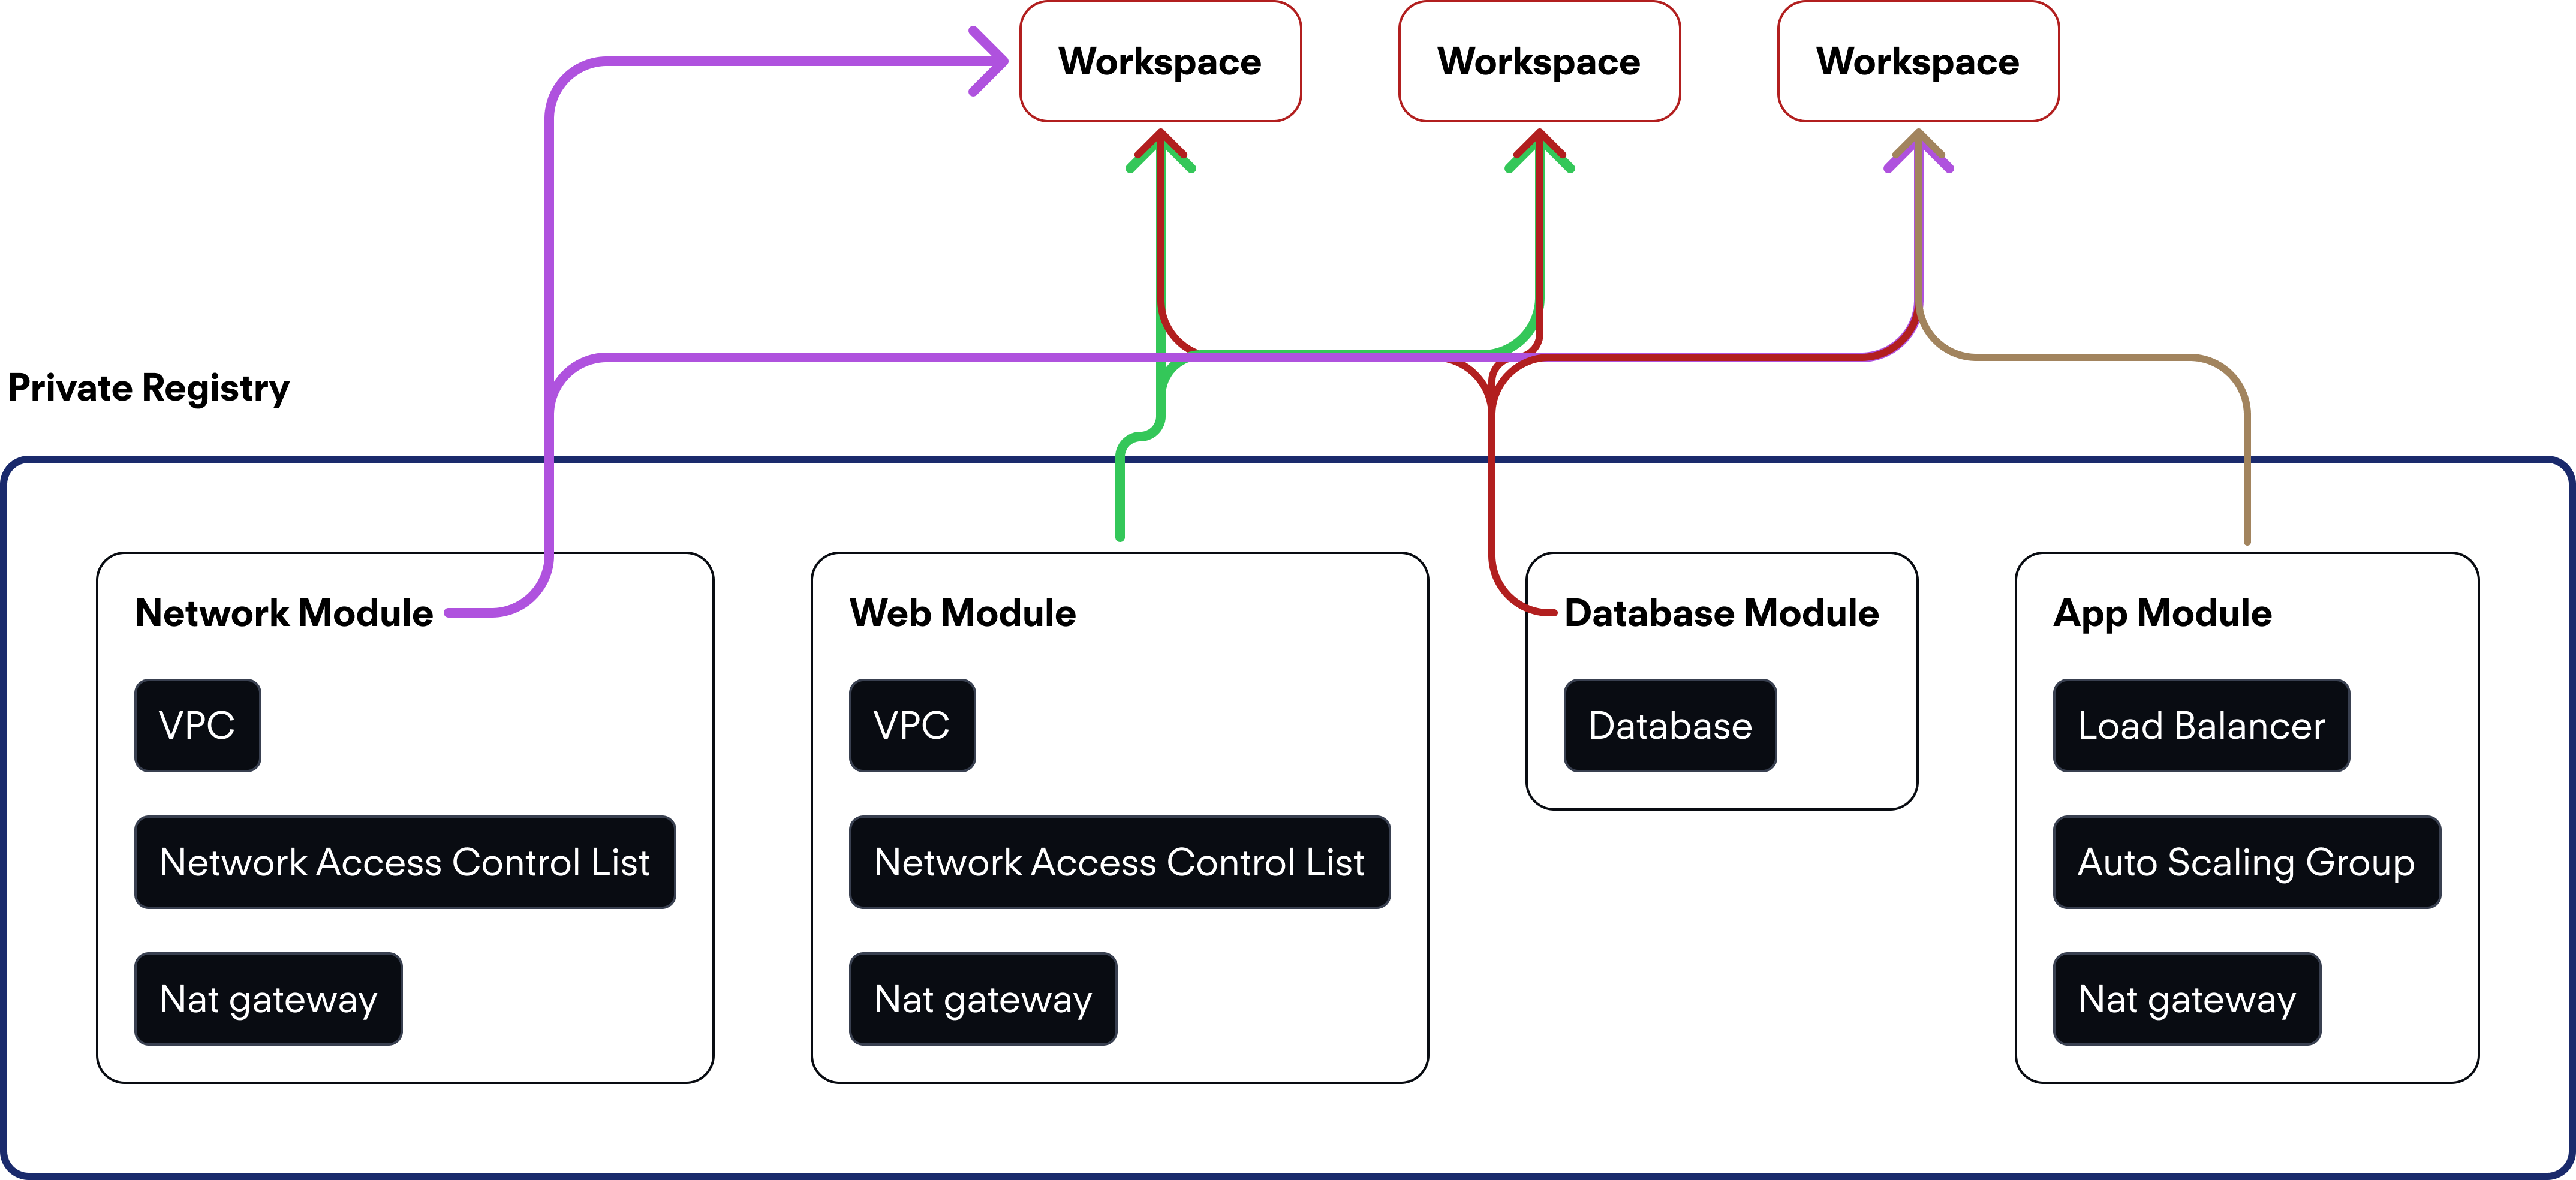 Workspace
Workspace
Workspace
Private Registry
Network Module
VPC
Network Access Control List
Nat gateway
Web Module
VPC
Network Access Control List
Nat gateway
Database Module
Database
App Module
Load Balancer
Auto Scaling Group
Nat gateway